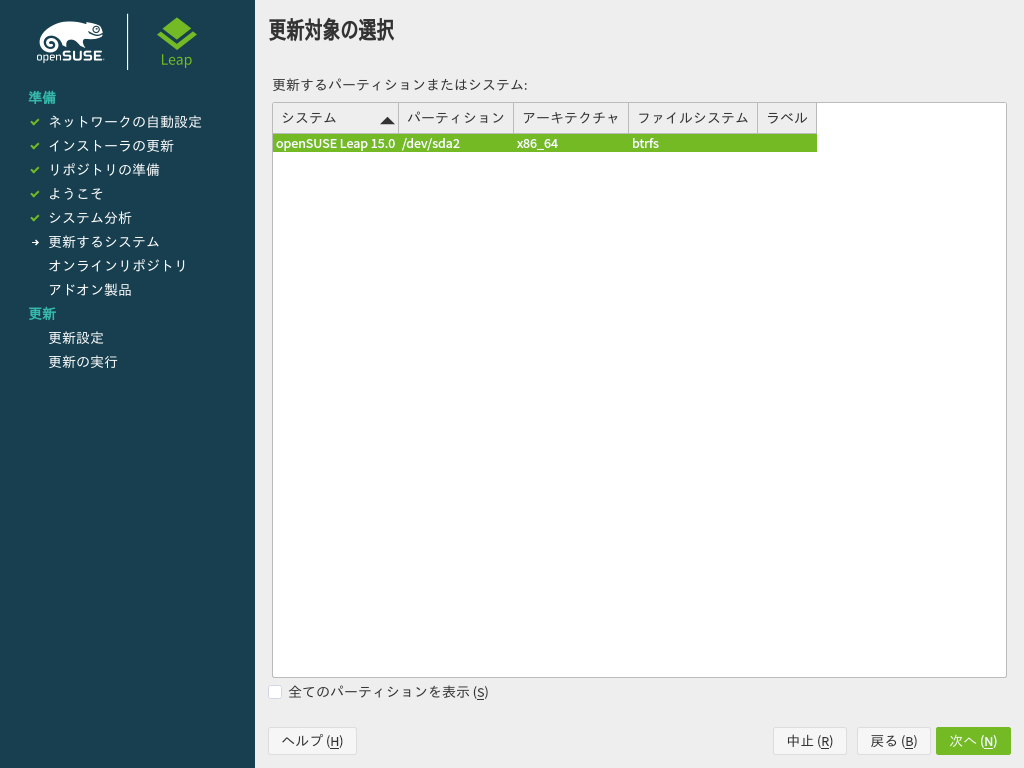 openSUSE
Leap
準備
ネットワークの自動設定
インストーラの更新
リポジトリの準備
ようこそ
システム分析
更新するシステム
オンラインリポジトリ
アドオン製品
更新
更新設定
更新の実行
更新対象の選択
更新するパーティションまたはシステム:
システム パーティション アーキテクチャ ファイルシステム ラベル
openSUSE Leap 15.0 /dev/sda2 x86_64 btrfs
全てのパーティションを表示 (S)
ヘルプ (H) 中止 (R) 戻る (B) 次へ (N)